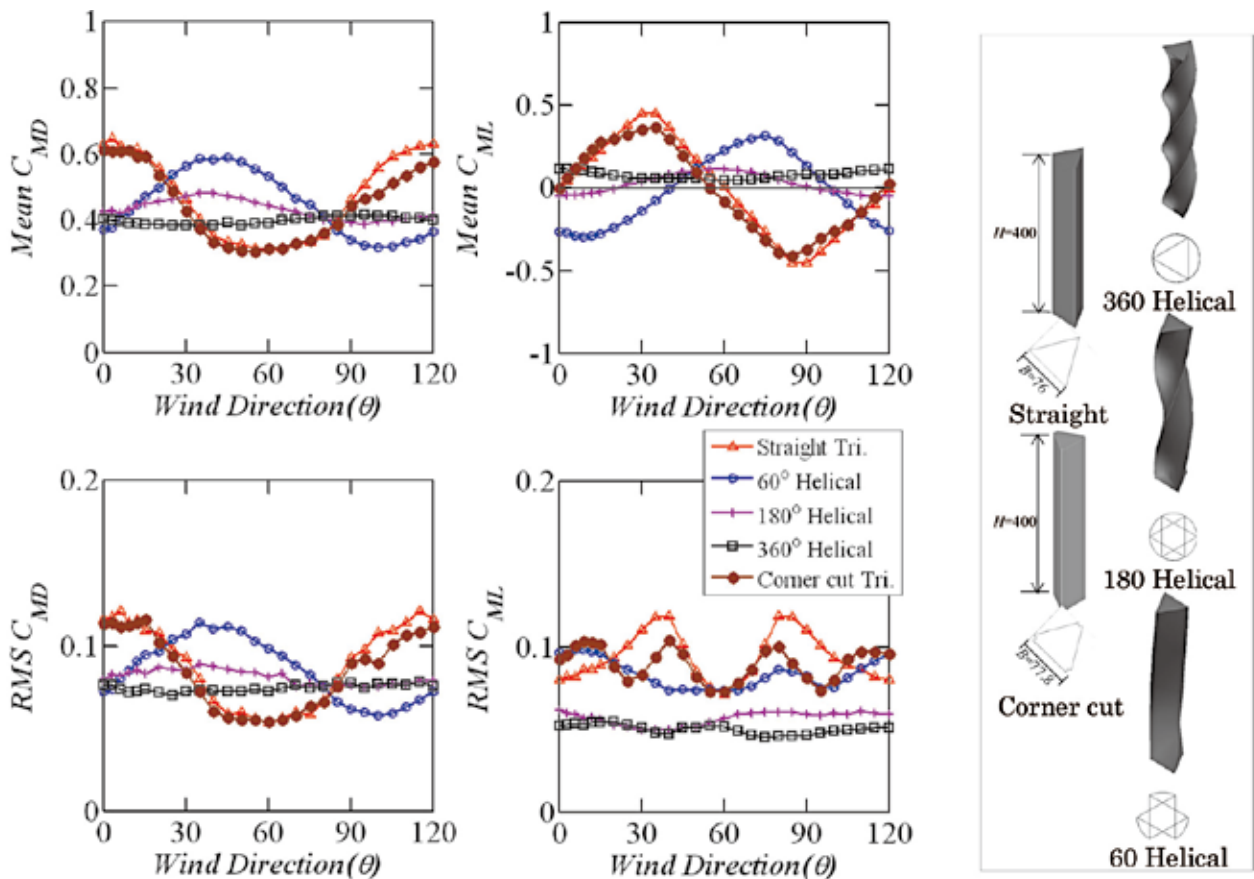 1
0.8
0.6
0.4
0.2
0
Mean C_MD
0 30 60 90 120
Wind Direction(θ)
1
0.5
0
-0.5
-1
Mean C_ML
0 30 60 90 120
Wind Direction(θ)
0.2
0.1
0
RMS C_MD
0 30 60 90 120
Wind Direction(θ)
0.2
0.1
0
RMS C_ML
0 30 60 90 120
Wind Direction(θ)
Straight Tri.
60° Helical
180° Helical
360° Helical
Corner cut Tri.
H=400
B=76
Straight
H=400
B=77.8
Corner cut
360 Helical
180 Helical
60 Helical